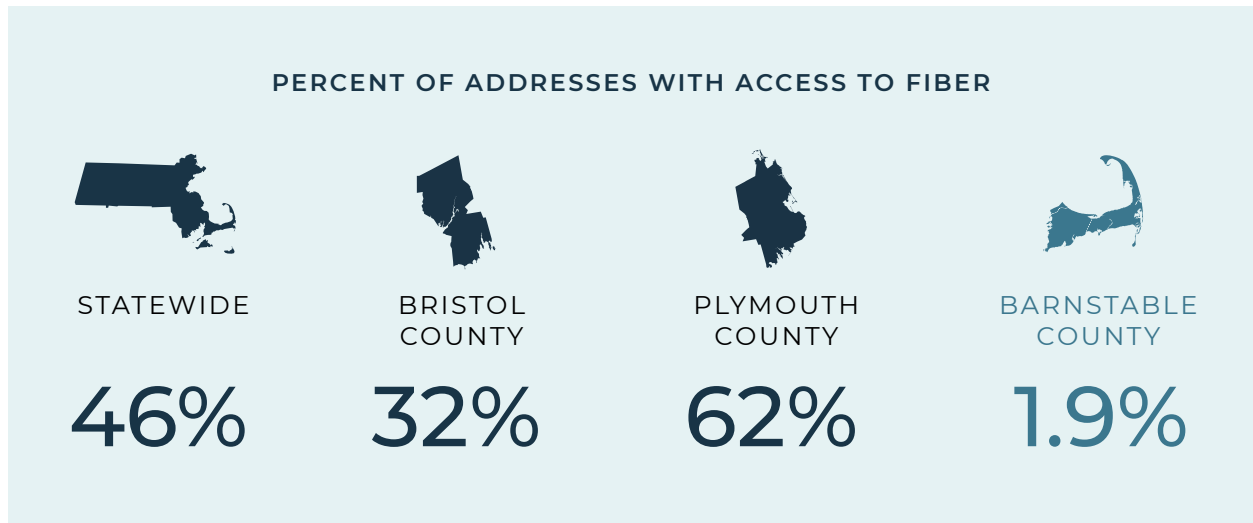 PERCENT OF ADDRESSES WITH ACCESS TO FIBER
STATEWIDE
46%
BRISTOL
COUNTY
32%
PLYMOUTH
COUNTY
62%
BARNSTABLE
COUNTY
1.9%